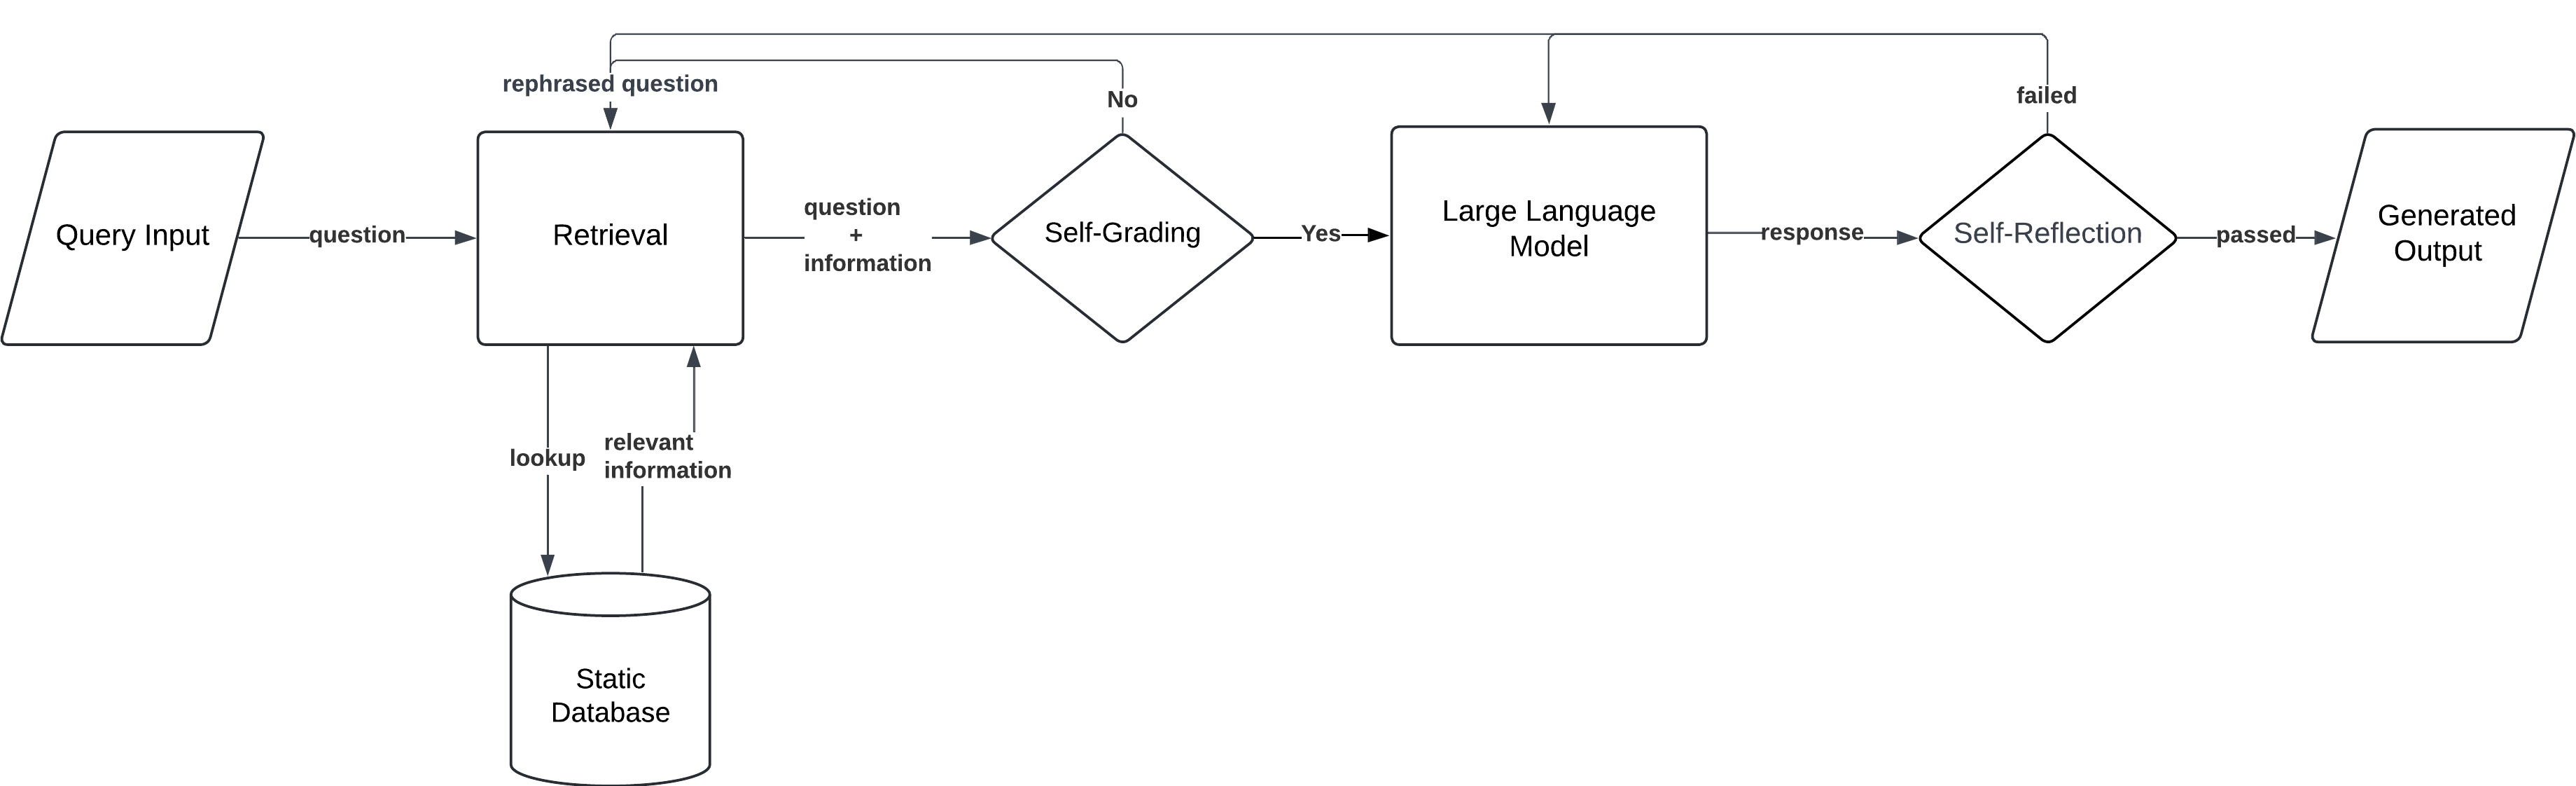 rephrased question
No
failed
Query Input
question
Retrieval
question
+
information
Self-Grading
Yes
Large Language
Model
response
Self-Reflection
passed
Generated
Output
lookup
relevant
information
Static
Database